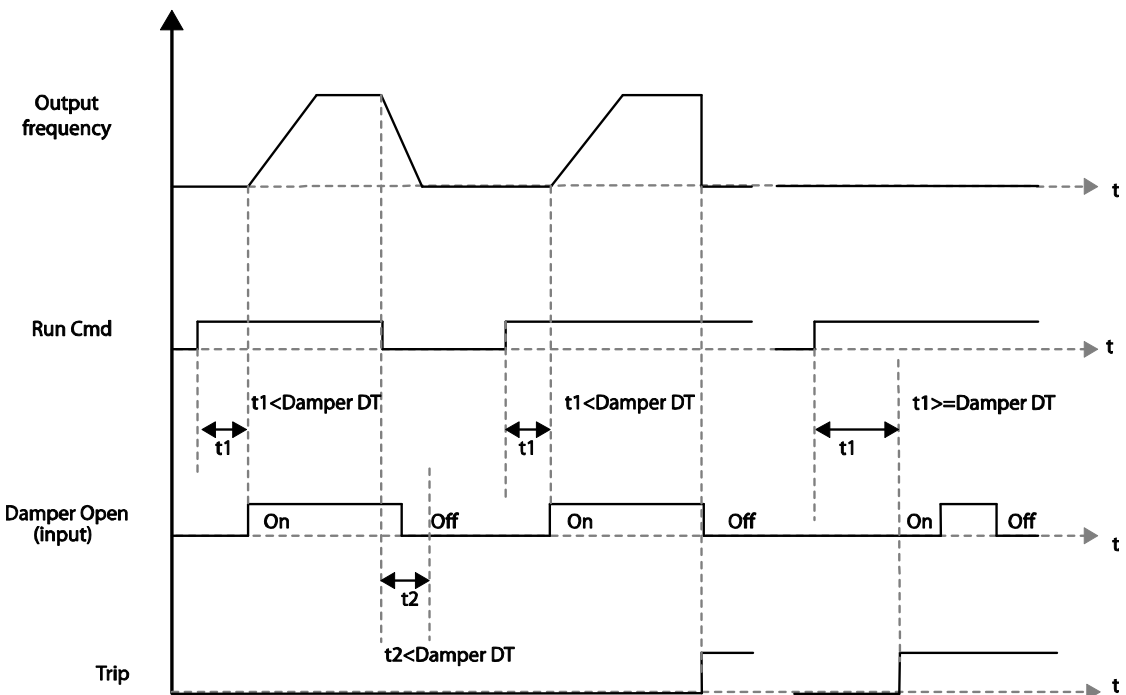 Output
frequency
t
Run Cmd
t
t1<Damper DT
t1<Damper DT
t1>=Damper DT
t1
t1
t1
Damper Open
(input)
On
Off
On
Off
On
Off
t
t2
t2<Damper DT
Trip
t